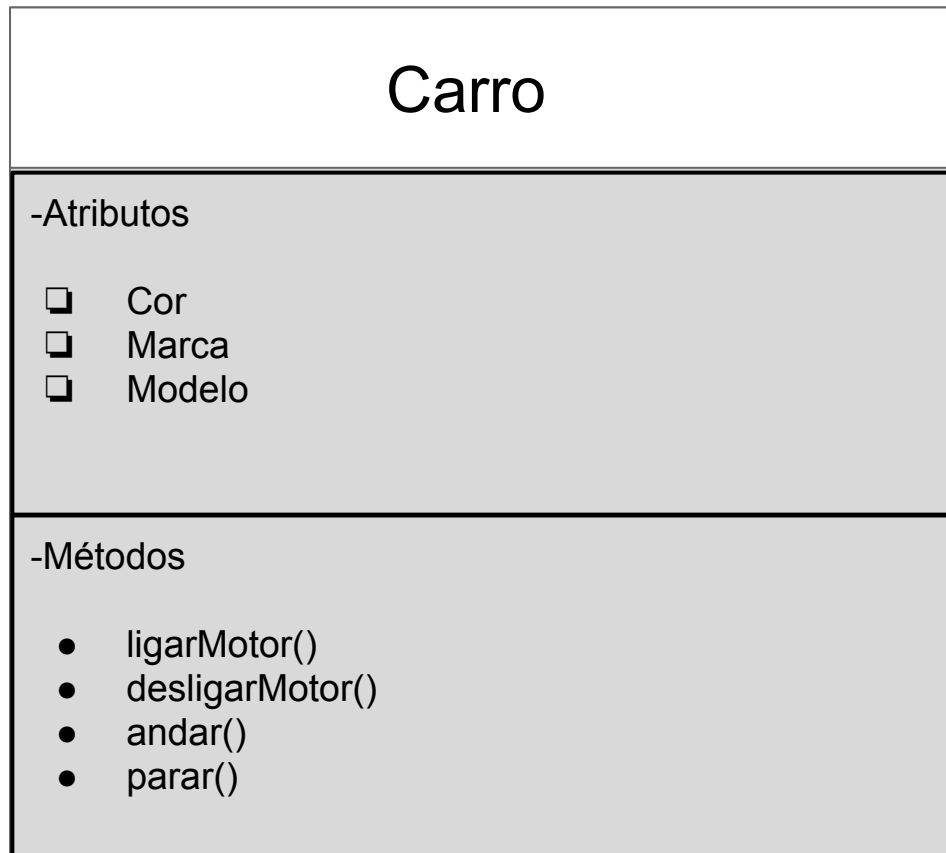 Carro
-Atributos
❏ Cor
❏ Marca
❏ Modelo
-Métodos
● ligarMotor()
● desligarMotor()
● andar()
● parar()